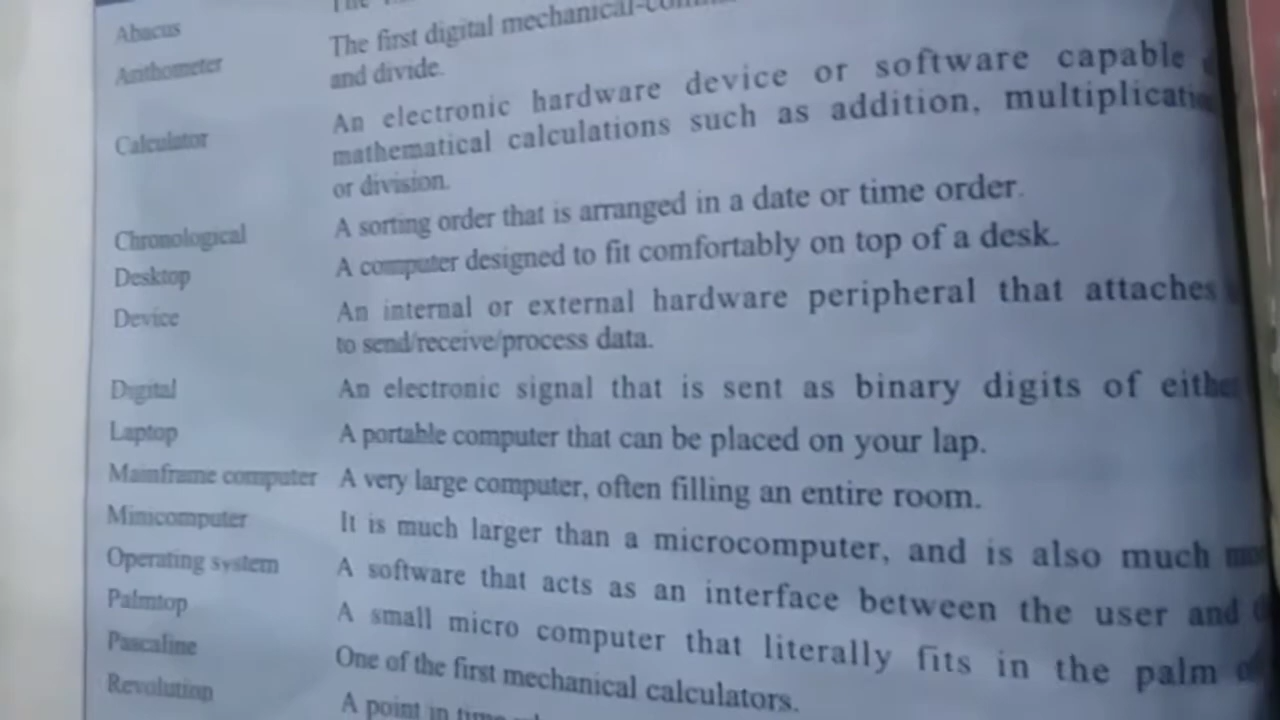 Abacus The
Arithometer The first digital mechanical-
and divide.
Calculator An electronic hardware device or software capable
mathematical calculations such as addition, multiplicati
or division.
Chronological A sorting order that is arranged in a date or time order.
Desktop A computer designed to fit comfortably on top of a desk.
Device An internal or external hardware peripheral that attaches
to send/receive/process data.
Digital An electronic signal that is sent as binary digits of either
Laptop A portable computer that can be placed on your lap.
Mainframe computer A very large computer, often filling an entire room.
Minicomputer It is much larger than a microcomputer, and is also much
Operating system A software that acts as an interface between the user and
Palmtop A small micro computer that literally fits in the palm
Pascaline One of the first mechanical calculators.
Revolution A point in time